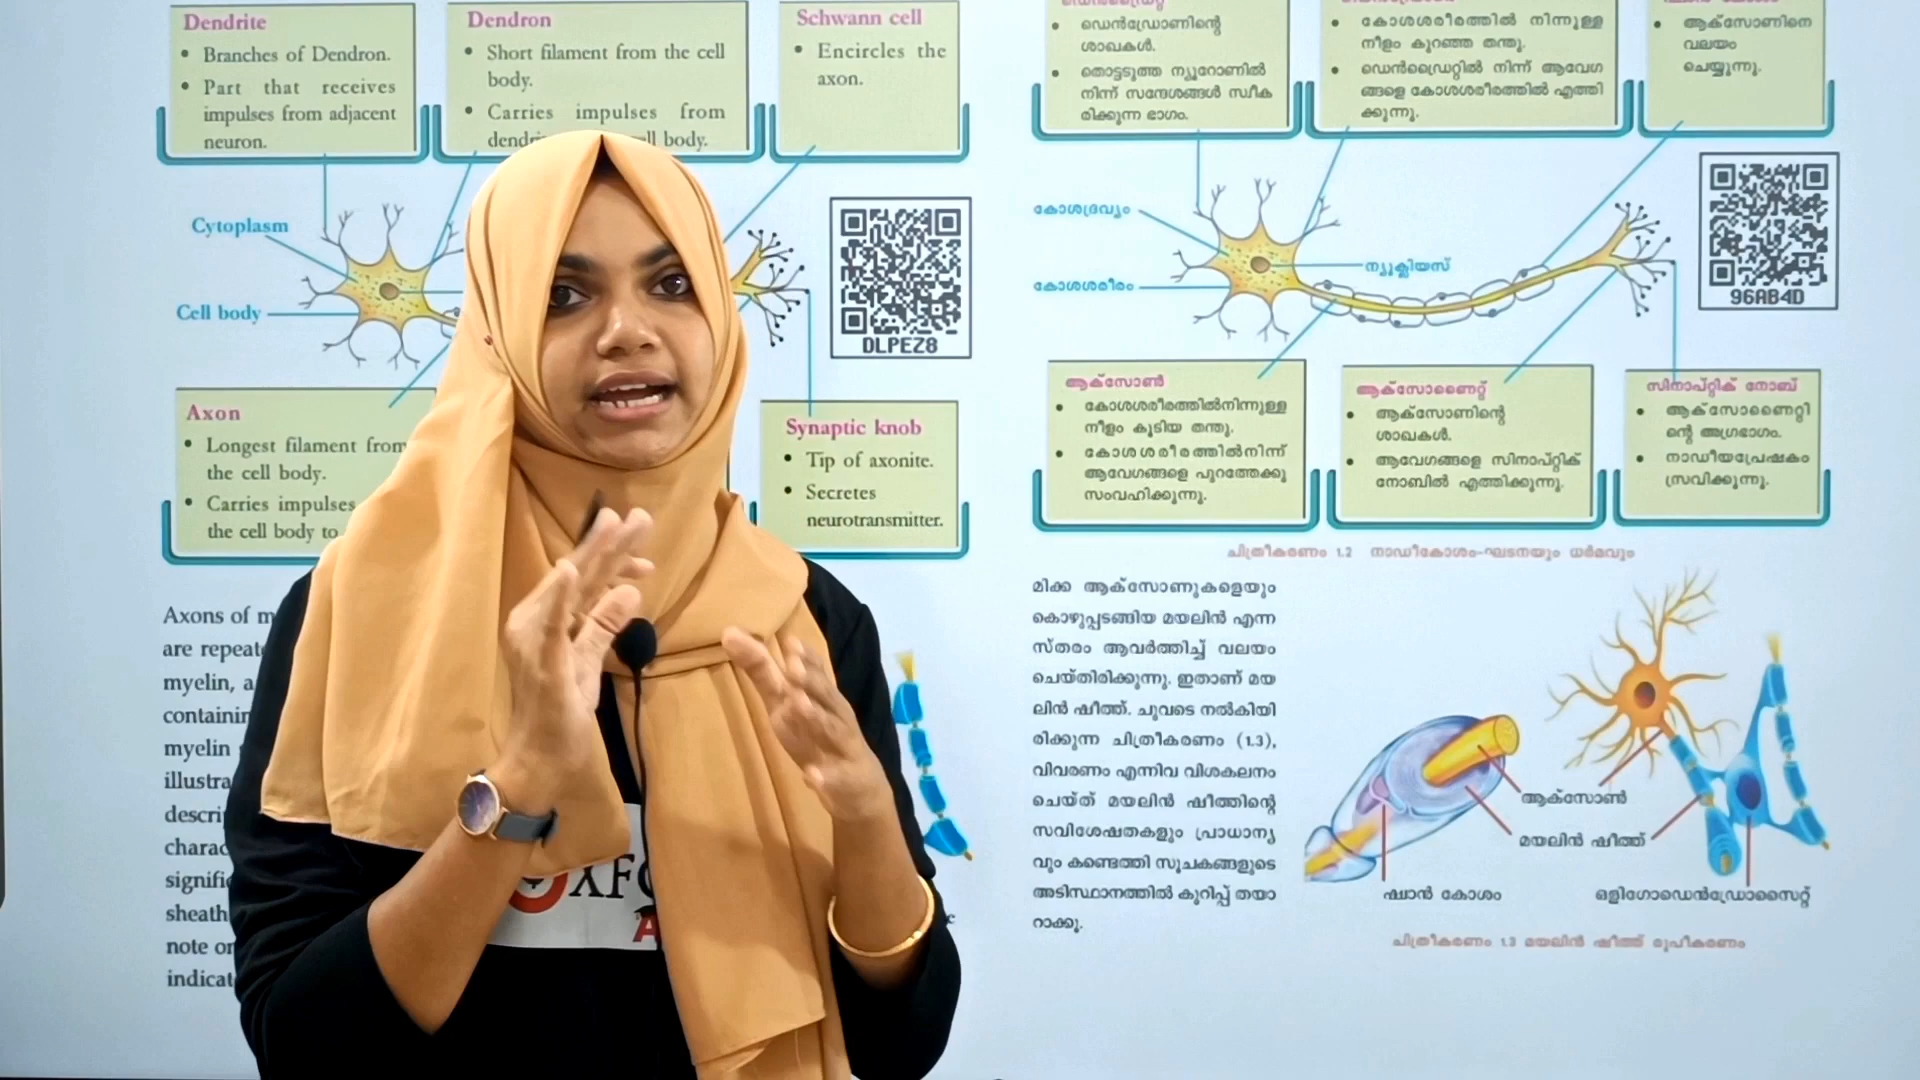 Dendrite
• Branches of Dendron.
• Part that receives
impulses from adjacent
neuron.
Dendron
• Short filament from the cell
body.
• Carries impulses from
body.
Schwann cell
• Encircles the
axon.
Cytoplasm
Cell body
DLPEZ8
Axon
• Longest filament from
the cell body.
• Carries impulses
the cell body to
Synaptic knob
• Tip of axonite.
• Secretes
neurotransmitter.
Axons of
are
myelin,
myelin
sheath
note
• ഡെൻഡ്രോണിന്റെ
ശാഖകൾ.
• തൊട്ടടുത്ത ന്യൂറോണിൽ
നിന്ന് സന്ദേശങ്ങൾ സ്വീക
രിക്കുന്ന ഭാഗം.
• കോശശരീരത്തിൽ നിന്നുള്ള
നീളം കുറഞ്ഞ തന്തു.
• ഡെൻഡ്രൈറ്റിൽ നിന്ന് ആവേഗ
ങ്ങളെ കോശശരീരത്തിൽ എത്തി
ക്കുന്നു.
• ആക്സോണിനെ
വലയം
ചെയ്യുന്നു.
കോശദ്രവ്യം
ന്യൂക്ലിയസ്
കോശശരീരം
96AB4D
ആക്സോൺ
• കോശശരീരത്തിൽനിന്നുള്ള
നീളം കൂടിയ തന്തു.
• കോശശരീരത്തിൽനിന്ന്
ആവേഗങ്ങളെ പുറത്തേക്കു
സംവഹിക്കുന്നു.
ആക്സോണൈറ്റ്
• ആക്സോണിന്റെ
ശാഖകൾ.
• ആവേഗങ്ങളെ സിനാപ്റ്റിക്
നോബിൽ എത്തിക്കുന്നു.
സിനാപ്റ്റിക് നോബ്
• ആക്സോണൈറ്റി
ന്റെ അഗ്രഭാഗം.
• നാഡീയപ്രേഷകം
സ്രവിക്കുന്നു.
ചിത്രീകരണം 1.2 നാഡീകോശം-ഘടനയും ധർമവും
മിക്ക ആക്സോണുകളെയും
കൊഴുപ്പടങ്ങിയ മയലിൻ എന്ന
സ്തരം ആവർത്തിച്ച് വലയം
ചെയ്തിരിക്കുന്നു. ഇതാണ് മയ
ലിൻ ഷീത്ത്. ചുവടെ നൽകിയി
രിക്കുന്ന ചിത്രീകരണം (1.3),
വിവരണം എന്നിവ വിശകലനം
ചെയ്ത് മയലിൻ ഷീത്തിന്റെ
സവിശേഷതകളും പ്രാധാന്യ
വും കണ്ടെത്തി സൂചകങ്ങളുടെ
അടിസ്ഥാനത്തിൽ കുറിപ്പ് തയാ
റാക്കൂ.
ആക്സോൺ
മയലിൻ ഷീത്ത്
ഷ്വാൻ കോശം
ഒളിഗോഡെൻഡ്രോസൈറ്റ്
ചിത്രീകരണം 1.3 മയലിൻ ഷീത്ത് രൂപീകരണം